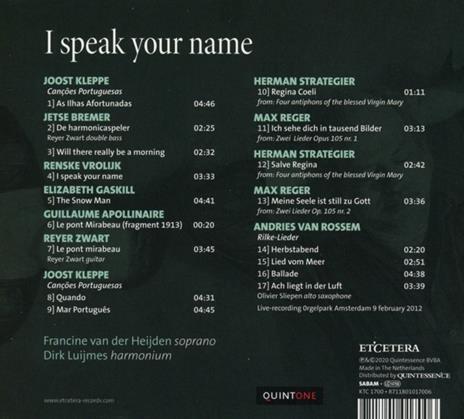 I speak your name
JOOST KLEPPE
Canções Portuguesas
1] As Ilhas Afortunadas 04:46
JETSE BREMER
2] De harmonicaspeler 02:25
Reyer Zwart double bass
3] Will there really be a morning 02:32
RENSKE VROLIJK
4] I speak your name 03:33
ELIZABETH GASKILL
5] The Snow Man 04:41
GUILLAUME APOLLINAIRE
6] Le pont Mirabeau (fragment 1913) 00:20
REYER ZWART
7] Le pont mirabeau 03:45
Reyer Zwart guitar
JOOST KLEPPE
Canções Portuguesas
8] Quando 04:31
9] Mar Português 04:45
Francine van der Heijden soprano
Dirk Luijmes harmonium
www.etcetera-records.com
HERMAN STRATEGIER
10] Regina Coeli 01:11
from: Four antiphons of the blessed Virgin Mary
MAX REGER
11] Ich sehe dich in tausend Bilder 03:13
from: Zwei Lieder Opus 105 nr. 1
HERMAN STRATEGIER
12] Salve Regina 02:42
from: Four antiphons of the blessed Virgin Mary
MAX REGER
13] Meine Seele ist still zu Gott 03:36
from: Zwei Lieder Op. 105 nr. 2
ANDRIES VAN ROSSEM
Rilke-Lieder
14] Herbstabend 02:20
15] Lied vom Meer 02:51
16] Ballade 04:38
17] Ach liegt in der Luft 03:39
Olivier Sliepen alto saxophone
Live-recording Orgelpark Amsterdam 9 february 2012
QUINTONE
ET'CETERA
℗©2020 Quintessence BVBA
Made in The Netherlands
Distributed by QUINTESSENCE
SABAM
KTC 1700 • 8711801017006